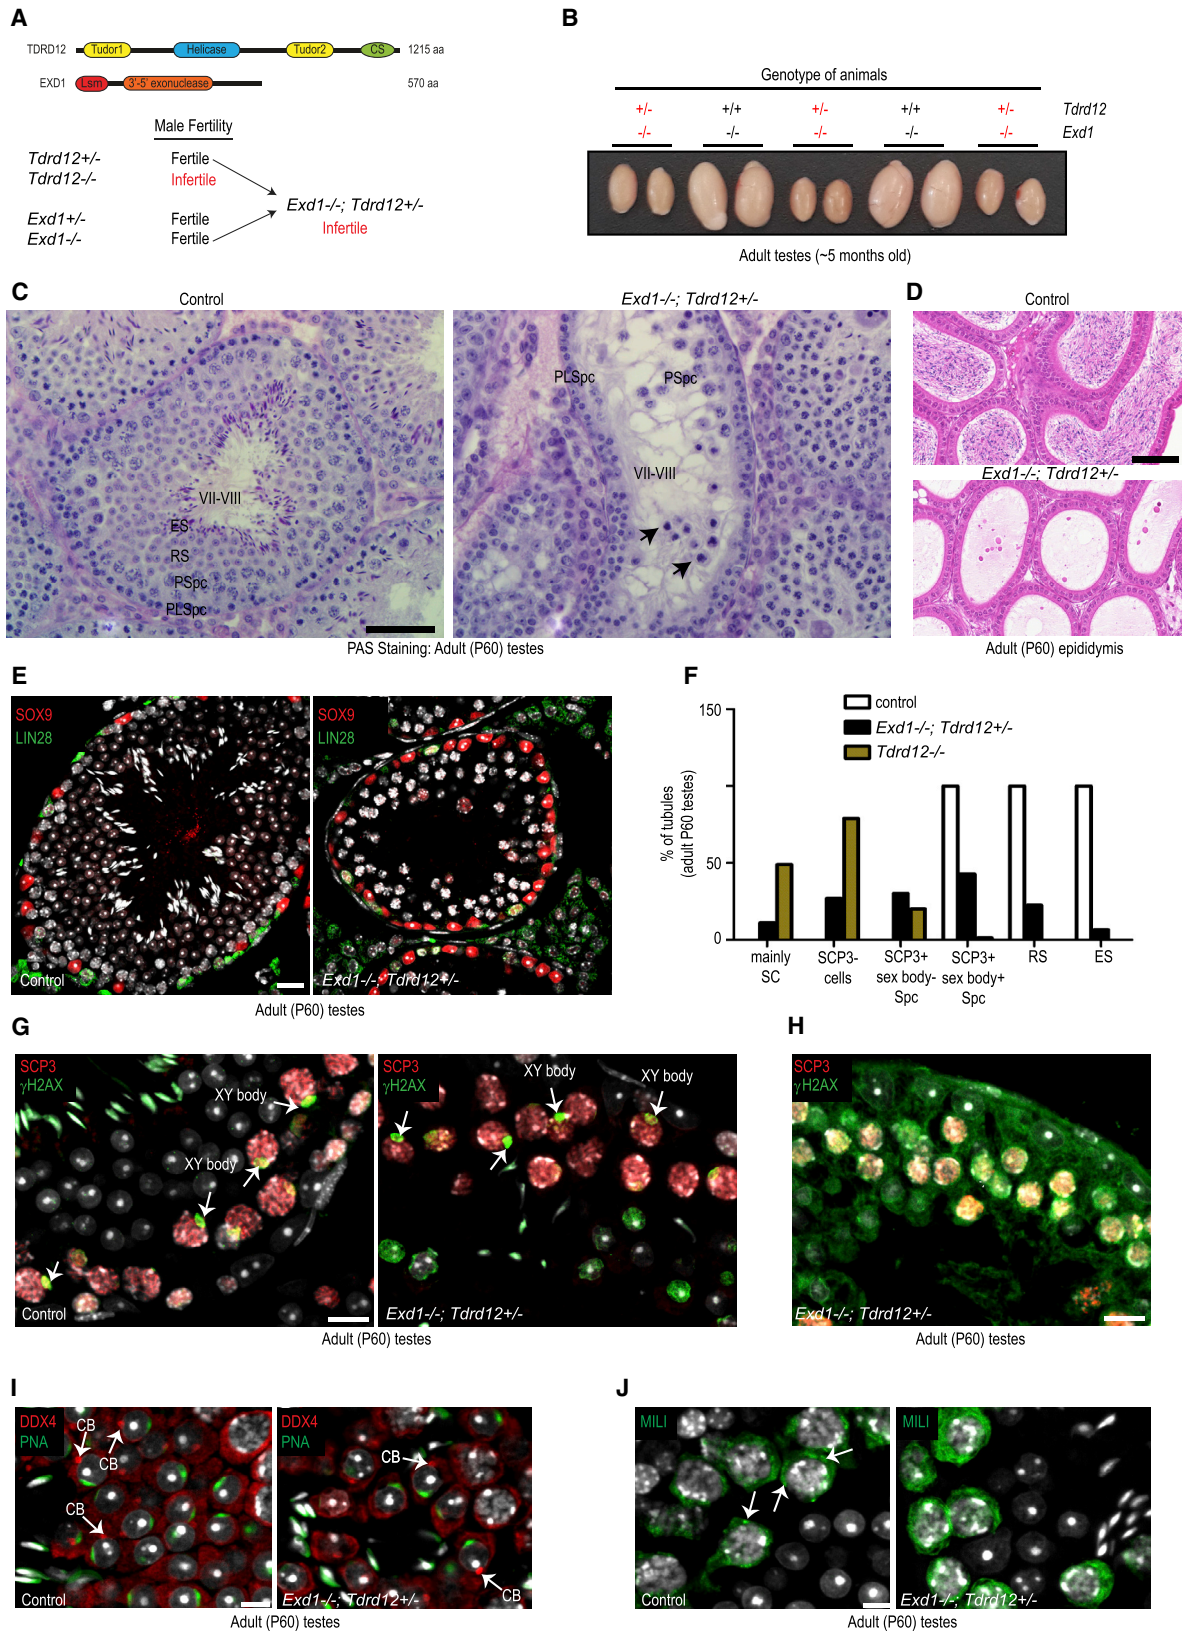 A
TDRD12 Tudor1 Helicase Tudor2 CS 1215 aa
EXD1 Lsm 3'-5' exonuclease 570 aa
Male Fertility
Tdrd12+/- Fertile
Tdrd12-/- Infertile
Exd1-/-; Tdrd12+/-
Infertile
Exd1+/- Fertile
Exd1-/- Fertile
B
Genotype of animals
+/- +/+ +/- +/+ +/- Tdrd12
-/- -/- -/- -/- -/- Exd1
Adult testes (~5 months old)
C
Control
Exd1-/-; Tdrd12+/-
VII-VIII
ES
RS
PSpc
PLSpc
PLSpc
PSpc
VII-VIII
PAS Staining: Adult (P60) testes
D
Control
Exd1-/-; Tdrd12+/-
Adult (P60) epididymis
E
SOX9
LIN28
Control
SOX9
LIN28
Exd1-/-; Tdrd12+/-
Adult (P60) testes
F
control
Exd1-/-; Tdrd12+/-
Tdrd12-/-
% of tubules
(adult P60 testes)
150
50
0
mainly
SC
SCP3-
cells
SCP3+
sex body-
Spc
SCP3+
sex body+
Spc
RS
ES
G
SCP3
γH2AX
XY body
XY body
Control
SCP3
γH2AX
XY body
XY body
Exd1-/-; Tdrd12+/-
Adult (P60) testes
H
SCP3
γH2AX
Exd1-/-; Tdrd12+/-
Adult (P60) testes
I
DDX4
PNA
CB
CB
CB
Control
DDX4
PNA
CB
CB
Exd1-/-; Tdrd12+/-
Adult (P60) testes
J
MILI
Control
MILI
Exd1-/-; Tdrd12+/-
Adult (P60) testes